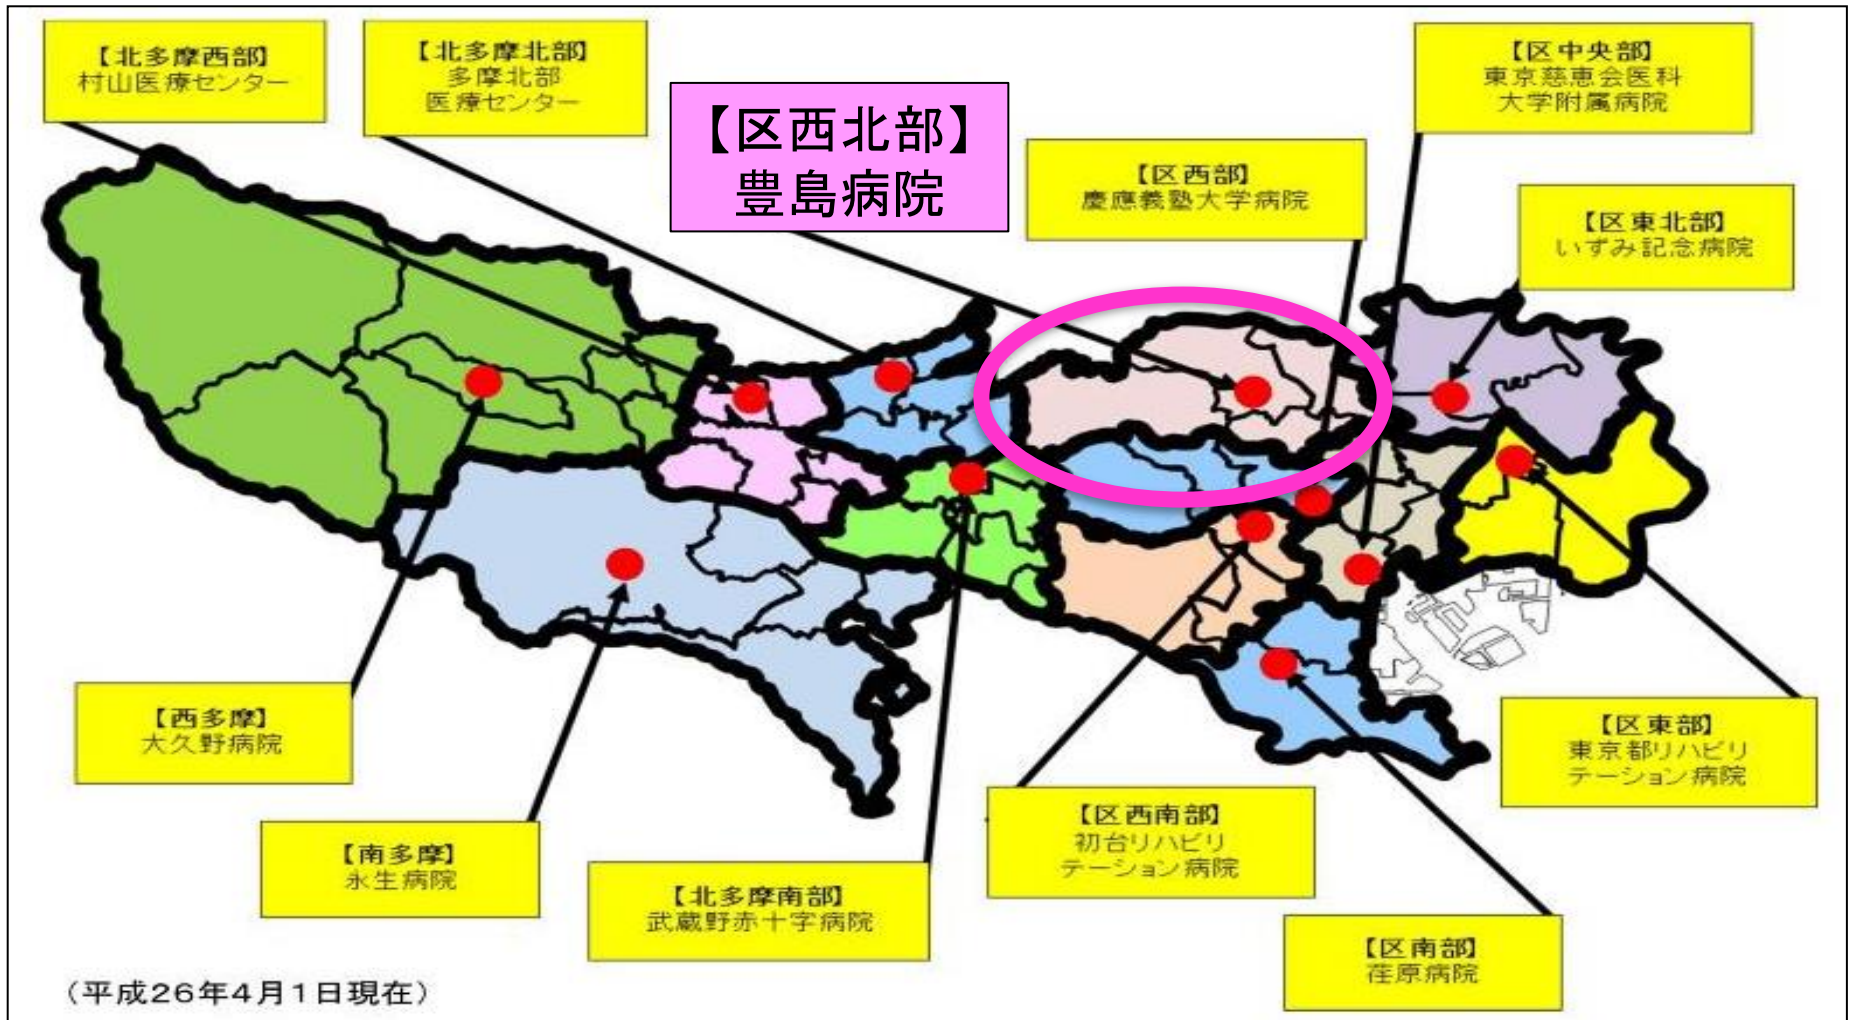 【北多摩西部】
村山医療センター
【北多摩北部】
多摩北部
医療センター
【区西北部】
豊島病院
【区中央部】
東京慈恵会医科
大学附属病院
【区西部】
慶應義塾大学病院
【区東北部】
いずみ記念病院
【西多摩】
大久野病院
【南多摩】
永生病院
【北多摩南部】
武蔵野赤十字病院
【区西南部】
初台リハビリ
テーション病院
【区東部】
東京都リハビリ
テーション病院
【区南部】
荏原病院
（平成26年4月1日現在）